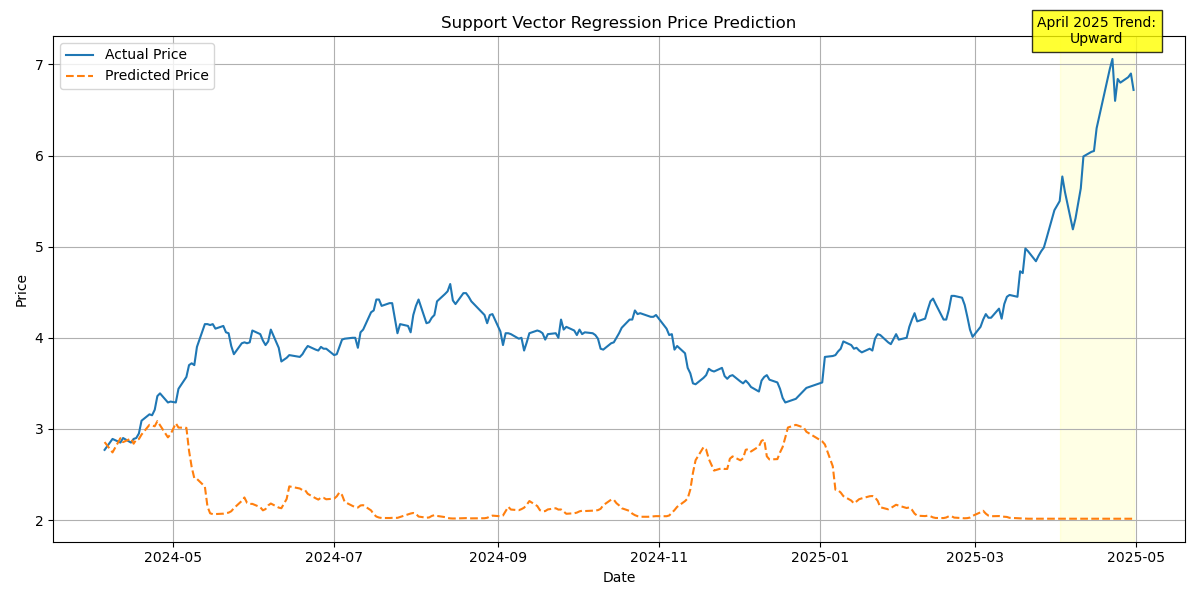 Support Vector Regression Price Prediction
April 2025 Trend:
Upward
Actual Price
Predicted Price
Price
7
6
5
4
3
2
2024-05
2024-07
2024-09
2024-11
2025-01
2025-03
2025-05
Date